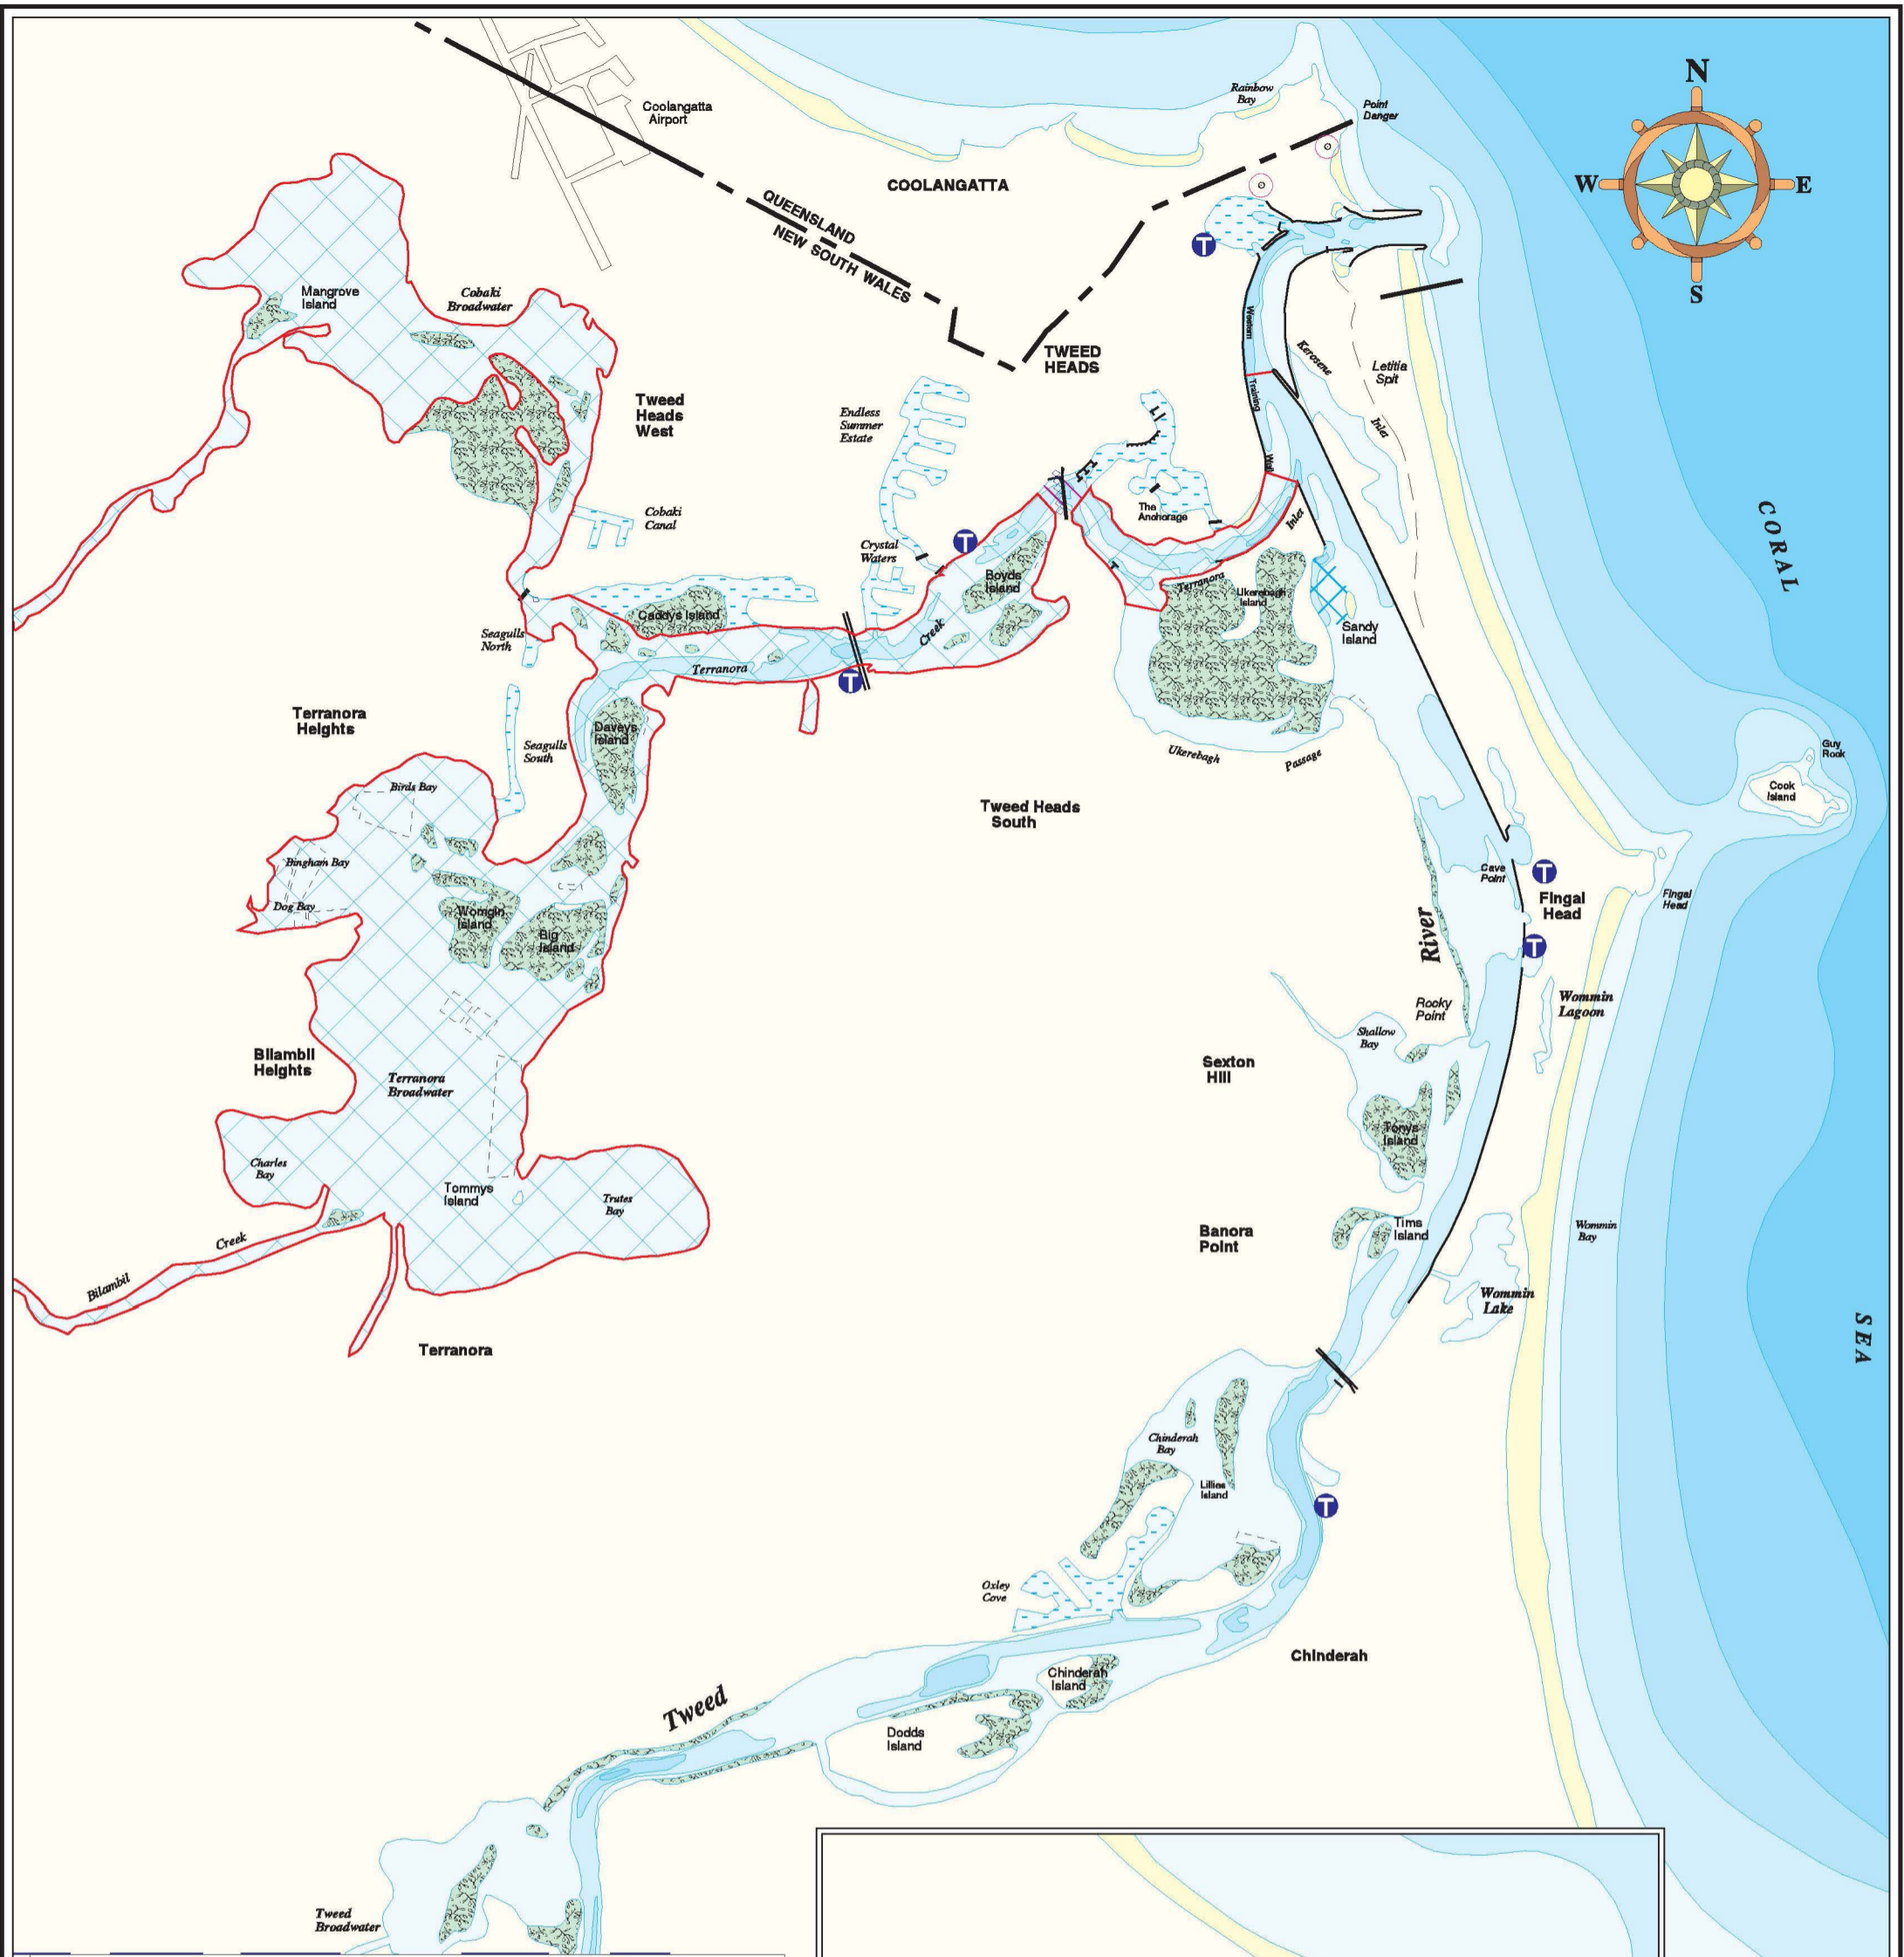 N
W
E
S
Coolangatta
Airport
Rainbow
Bay
Point
Danger
COOLANGATTA
QUEENSLAND
NEW SOUTH WALES
T
Mangrove
Island
Cobaki
Broadwater
TWEED
HEADS
Western
Training
Wall
Kerosene
Inlet
Letitia
Spit
Tweed
Heads
West
Endless
Summer
Estate
Cobaki
Canal
Crystal
Waters
T
The
Anchorage
Inlet
Terranora
CORAL
SEA
Boyds
Island
Ukerebagh
Island
Caddys Island
Sandy
Island
Seagulls
North
Creek
Terranora
T
Terranora
Heights
Daveys
Island
Seagulls
South
Ukerebagh
Passage
Guy
Rock
Cook
Island
Birds Bay
Tweed Heads
South
Bingham Bay
Dog Bay
Womgin
Island
Big
Island
Cave
Point
T
Fingal
Head
Fingal
Head
T
River
Rocky
Point
Wommin
Lagoon
Shallow
Bay
Bilambil
Heights
Terranora
Broadwater
Sexton
Hill
Tonys
Island
Charles
Bay
Tommys
Island
Trutes
Bay
Creek
Bilambil
Banora
Point
Tims
Island
Wommin
Bay
Wommin
Lake
Terranora
Chinderah
Bay
Lillies
Island
T
Oxley
Cove
Chinderah
Chinderah
Island
Tweed
Dodds
Island
Tweed
Broadwater